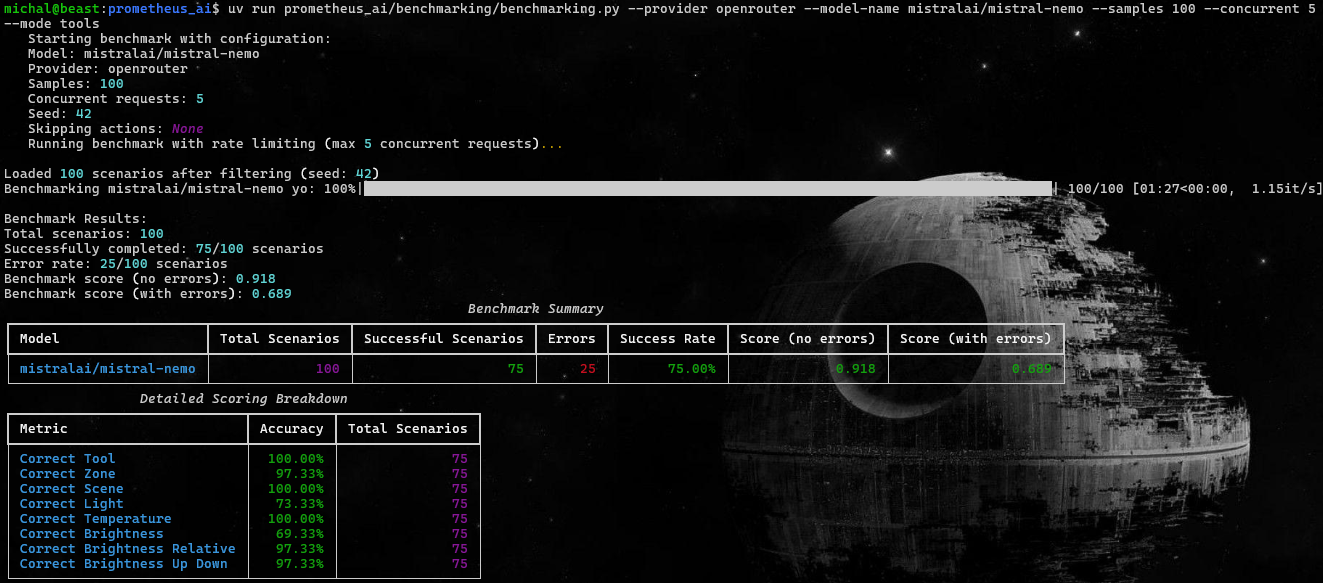 michal@beast:prometheus_ai$ uv run prometheus_ai/benchmarking/benchmarking.py --provider openrouter --model-name mistralai/mistral-nemo --samples 100 --concurrent 5
--mode tools
Starting benchmark with configuration:
Model: mistralai/mistral-nemo
Provider: openrouter
Samples: 100
Concurrent requests: 5
Seed: 42
Skipping actions: None
Running benchmark with rate limiting (max 5 concurrent requests)...
Loaded 100 scenarios after filtering (seed: 42)
Benchmarking mistralai/mistral-nemo yo: 100%| | 100/100 [01:27<00:00, 1.15it/s]
Benchmark Results:
Total scenarios: 100
Successfully completed: 75/100 scenarios
Error rate: 25/100 scenarios
Benchmark score (no errors): 0.918
Benchmark score (with errors): 0.689
Benchmark Summary
Model Total Scenarios Successful Scenarios Errors Success Rate Score (no errors) Score (with errors)
mistralai/mistral-nemo 100 75 25 75.00% 0.918 0.689
Detailed Scoring Breakdown
Metric Accuracy Total Scenarios
Correct Tool 100.00% 75
Correct Zone 97.33% 75
Correct Scene 100.00% 75
Correct Light 73.33% 75
Correct Temperature 100.00% 75
Correct Brightness 69.33% 75
Correct Brightness Relative 97.33% 75
Correct Brightness Up Down 97.33% 75